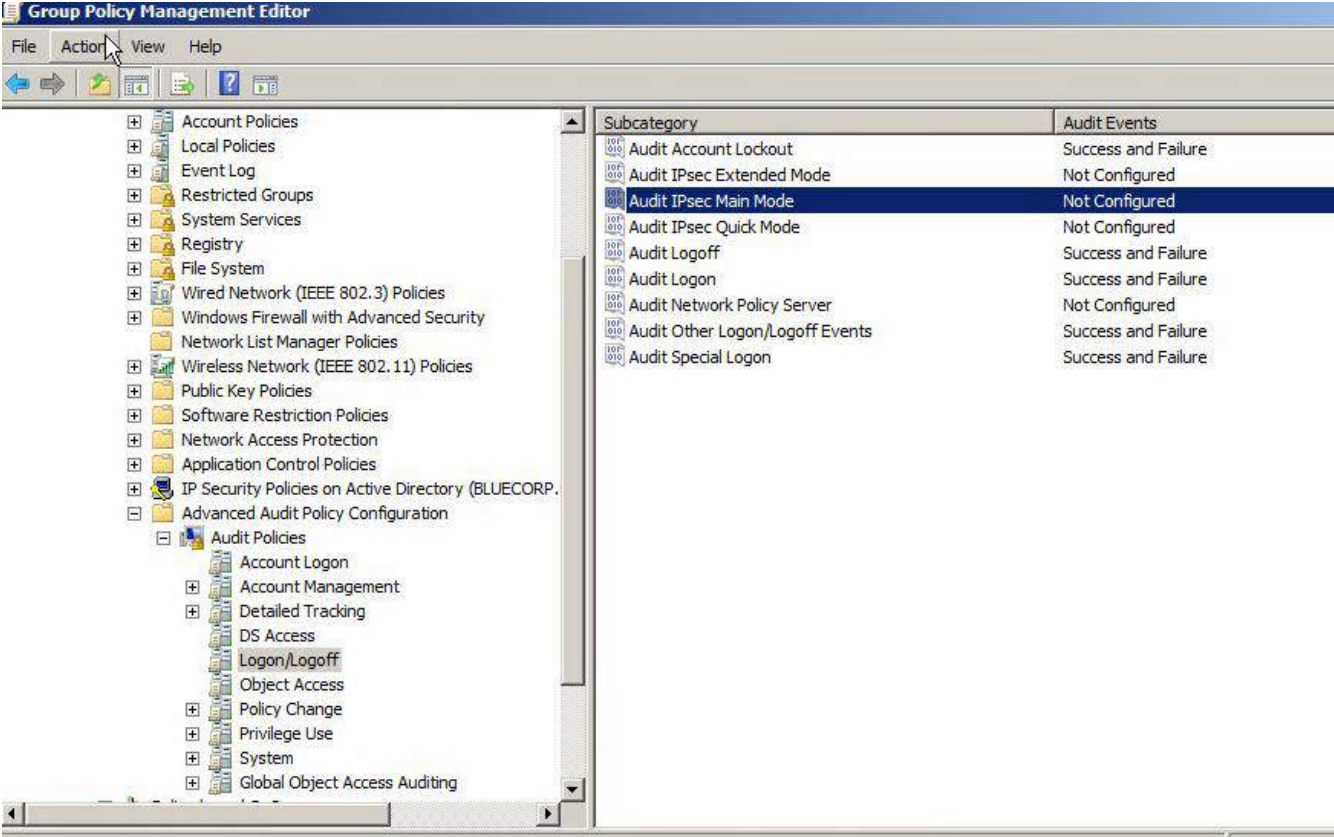 Group Policy Management Editor
File Action View Help
Account Policies
Local Policies
Event Log
Restricted Groups
System Services
Registry
File System
Wired Network (IEEE 802.3) Policies
Windows Firewall with Advanced Security
Network List Manager Policies
Wireless Network (IEEE 802.11) Policies
Public Key Policies
Software Restriction Policies
Network Access Protection
Application Control Policies
IP Security Policies on Active Directory (BLUECORP.
Advanced Audit Policy Configuration
Audit Policies
Account Logon
Account Management
Detailed Tracking
DS Access
Logon/Logoff
Object Access
Policy Change
Privilege Use
System
Global Object Access Auditing
Subcategory Audit Events
Audit Account Lockout Success and Failure
Audit IPsec Extended Mode Not Configured
Audit IPsec Main Mode Not Configured
Audit IPsec Quick Mode Not Configured
Audit Logoff Success and Failure
Audit Logon Success and Failure
Audit Network Policy Server Not Configured
Audit Other Logon/Logoff Events Success and Failure
Audit Special Logon Success and Failure